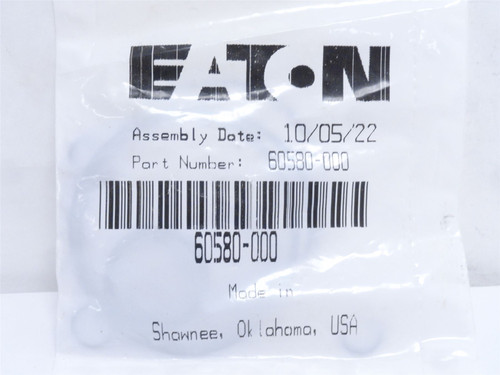 EATON
Assembly Date: 10/05/22
Part Number: 60580-000
60580-000
Made in
Shawnee, Oklahoma, USA